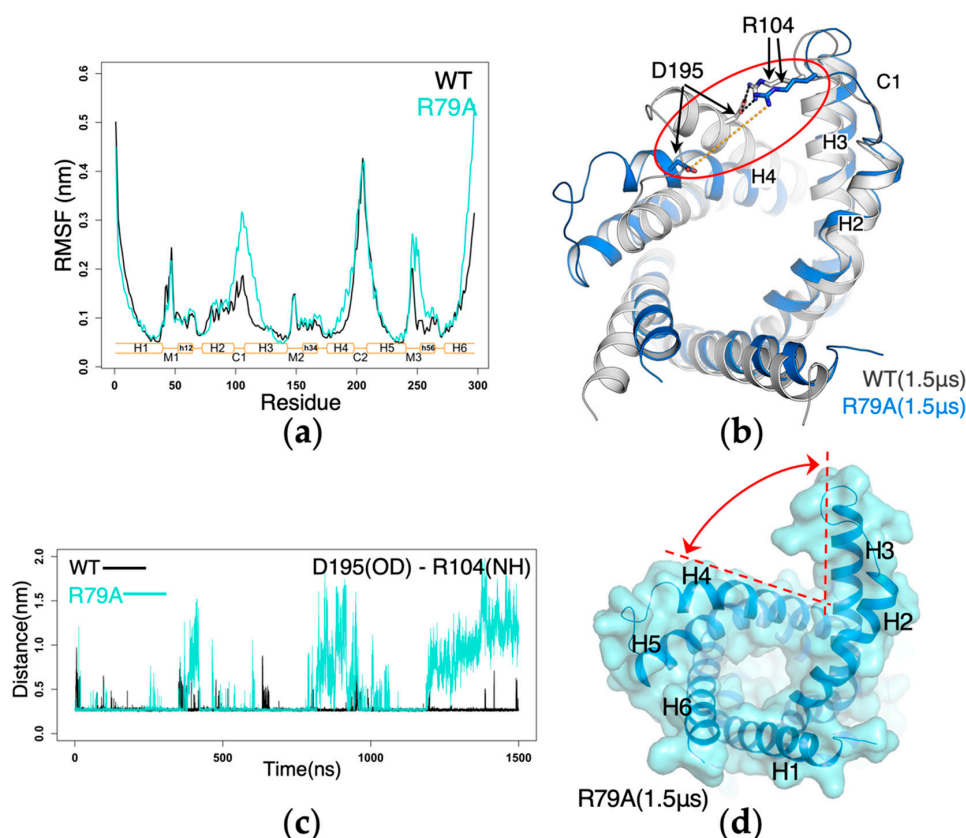 WT
R79A
RMSF (nm)
0.6
0.5
0.4
0.3
0.2
0.1
0.0
H1 h12 H2 H3 h34 H4 H5 h56 H6
M1 C1 M2 C2 M3
0 50 100 150 200 250 300
Residue
(a)
R104
D195
C1
H3
H4
H2
WT(1.5µs)
R79A(1.5µs)
(b)
WT
R79A
D195(OD) - R104(NH)
Distance(nm)
2.0
1.5
1.0
0.5
0.0
0 500 1000 1500
Time(ns)
(c)
H3
H4
H2
H5
H6
H1
R79A(1.5µs)
(d)